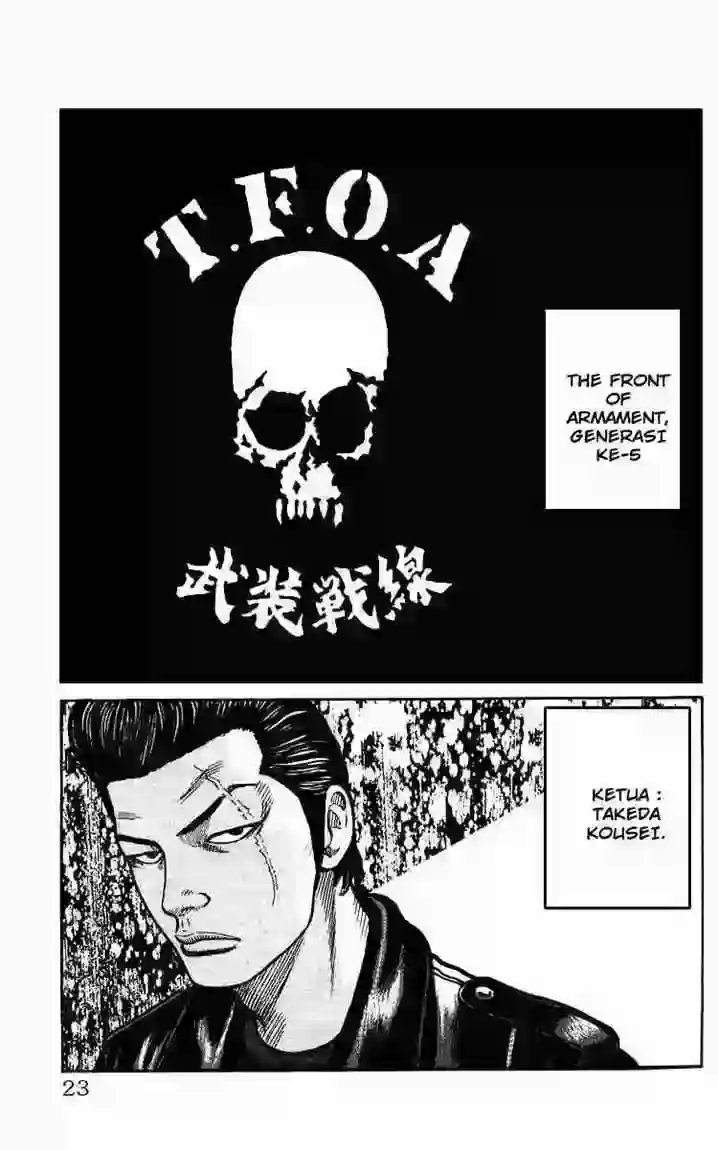 T.F.O.A
THE FRONT
OF
ARMAMENT,
GENERASI
KE-5
武装戦線
KETUA :
TAKEDA
KOUSEI.
23